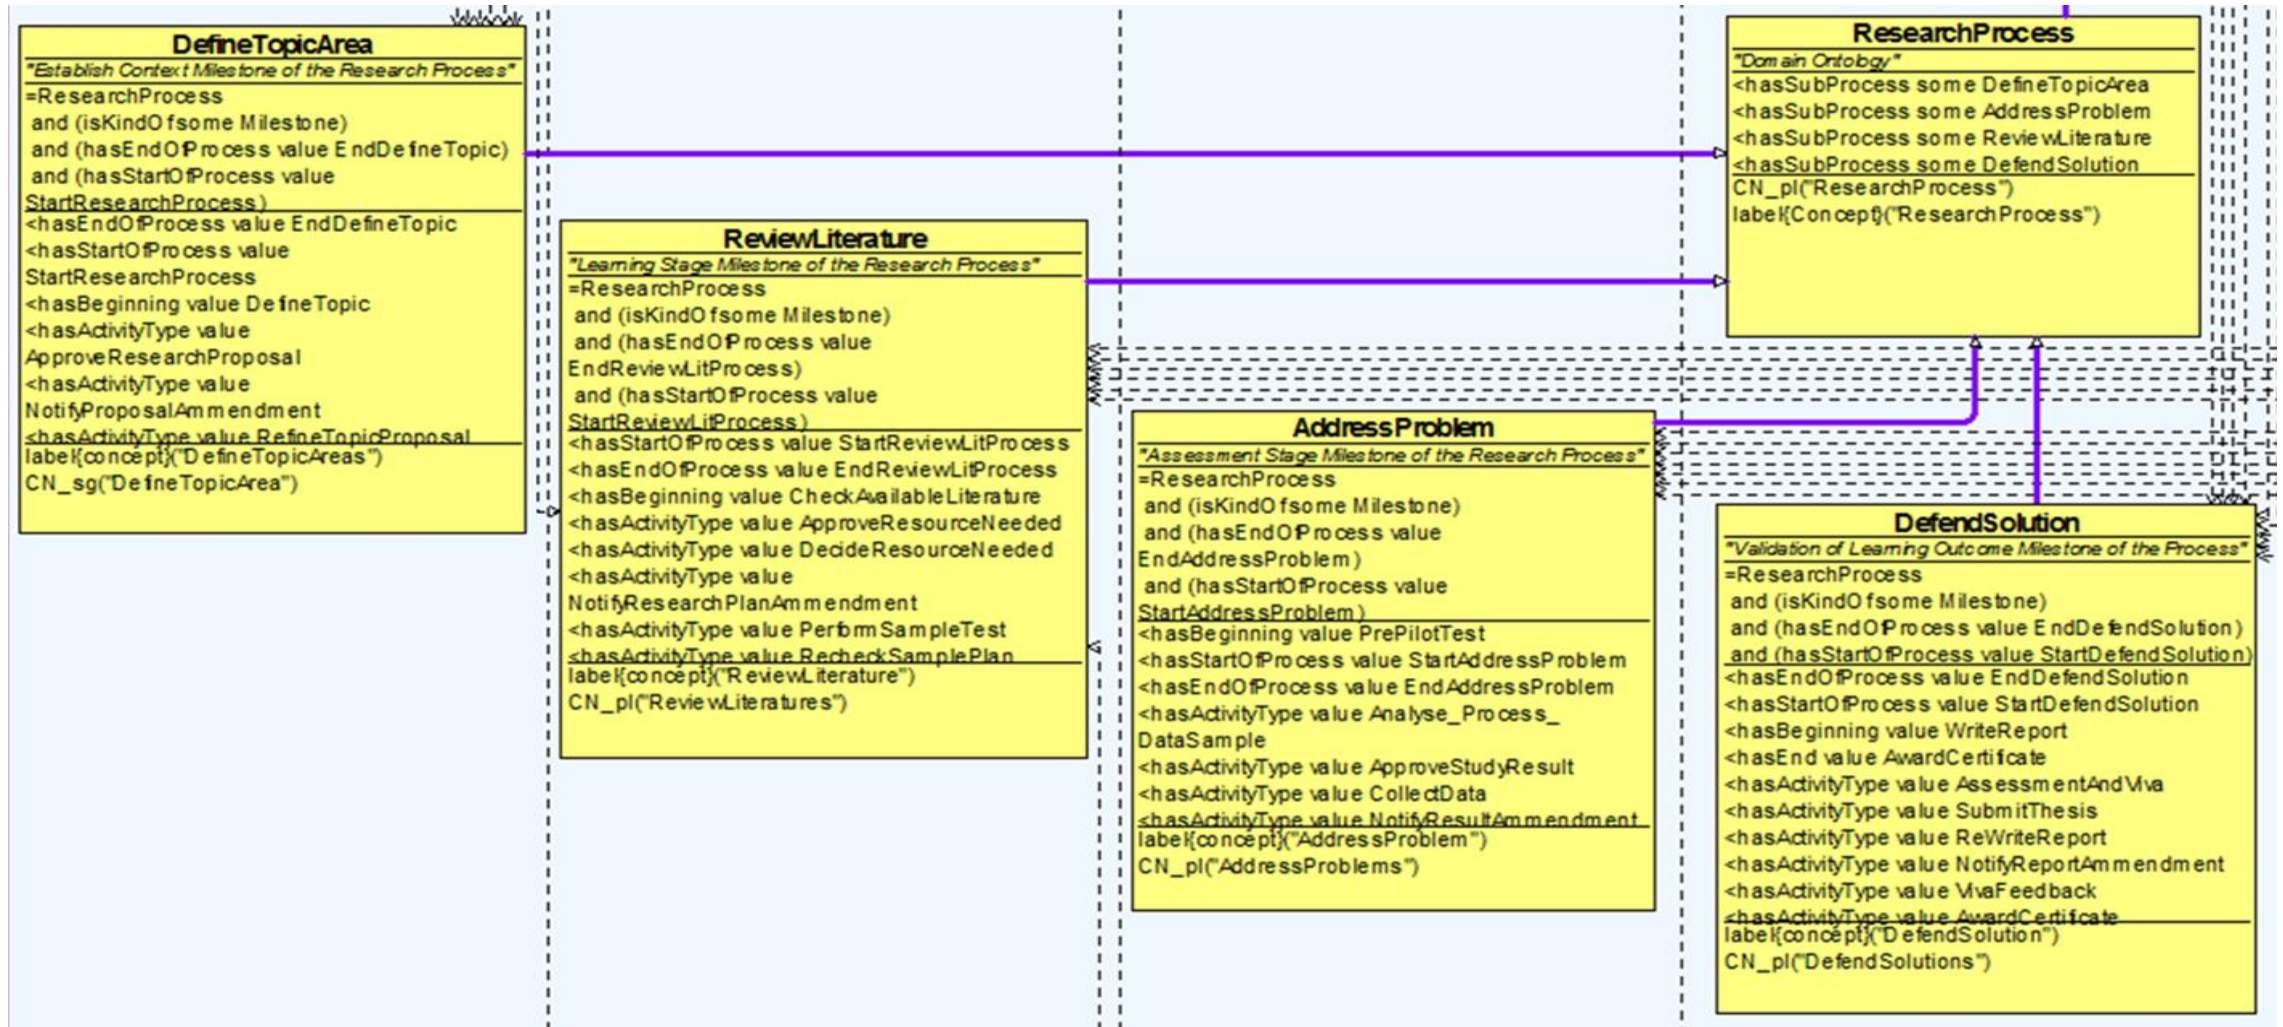 DefineTopicArea
"Establish Context Milestone of the Research Process"
=ResearchProcess
and (isKindOfsome Milestone)
and (hasEndOfProcess value EndDefineTopic)
and (hasStartOfProcess value
StartResearchProcess)
<hasEndOfProcess value EndDefineTopic
<hasStartOfProcess value
StartResearchProcess
<hasBeginning value DefineTopic
<hasActivityType value
ApproveResearchProposal
<hasActivityType value
NotifyProposalAmmendment
<hasActivityType value RefineTopicProposal
label{concept}("DefineTopicAreas")
CN_sg("DefineTopicArea")
ReviewLiterature
"Learning Stage Milestone of the Research Process"
=ResearchProcess
and (isKindOfsome Milestone)
and (hasEndOfProcess value
EndReviewLitProcess)
and (hasStartOfProcess value
StartReviewLitProcess)
<hasStartOfProcess value StartReviewLitProcess
<hasEndOfProcess value EndReviewLitProcess
<hasBeginning value CheckAvailableLiterature
<hasActivityType value ApproveResourceNeeded
<hasActivityType value DecideResourceNeeded
<hasActivityType value
NotifyResearchPlanAmmendment
<hasActivityType value PerformSampleTest
<hasActivityType value RecheckSamplePlan
label{concept}("ReviewLiterature")
CN_pl("ReviewLiteratures")
AddressProblem
"Assessment Stage Milestone of the Research Process"
=ResearchProcess
and (isKindOfsome Milestone)
and (hasEndOfProcess value
EndAddressProblem)
and (hasStartOfProcess value
StartAddressProblem)
<hasBeginning value PrePilotTest
<hasStartOfProcess value StartAddressProblem
<hasEndOfProcess value EndAddressProblem
<hasActivityType value Analyse_Process_
DataSample
<hasActivityType value ApproveStudyResult
<hasActivityType value CollectData
<hasActivityType value NotifyResultAmmendment
label{concept}("AddressProblem")
CN_pl("AddressProblems")
ResearchProcess
"Domain Ontology"
<hasSubProcess some DefineTopicArea
<hasSubProcess some AddressProblem
<hasSubProcess some ReviewLiterature
<hasSubProcess some DefendSolution
CN_pl("ResearchProcess")
label{Concept}("ResearchProcess")
DefendSolution
"Validation of Learning Outcome Milestone of the Process"
=ResearchProcess
and (isKindOfsome Milestone)
and (hasEndOfProcess value EndDefendSolution)
and (hasStartOfProcess value StartDefendSolution)
<hasEndOfProcess value EndDefendSolution
<hasStartOfProcess value StartDefendSolution
<hasBeginning value WriteReport
<hasEnd value AwardCertificate
<hasActivityType value AssessmentAndViva
<hasActivityType value SubmitThesis
<hasActivityType value ReWriteReport
<hasActivityType value NotifyReportAmmendment
<hasActivityType value VivaFeedback
<hasActivityType value AwardCertificate
label{concept}("DefendSolution")
CN_pl("DefendSolutions")